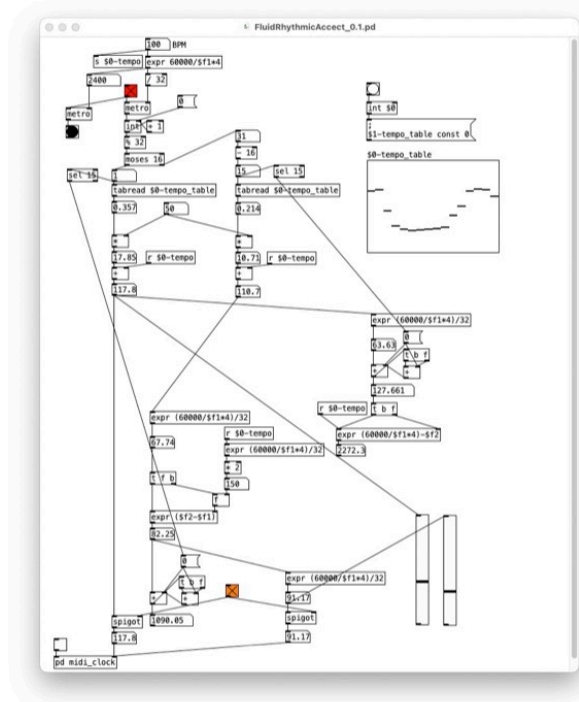 FluidRhythmicAccect_0.1.pd
100 BPM
s $0-tempo expr 60000/$f1*4
2400 / 32
0
metro metro
int + 1
int $0
% 32
;
$1-tempo_table const 0
moses 16
31
- 16
$0-tempo_table
sel 15 1 15 sel 15
tabread $0-tempo_table tabread $0-tempo_table
0.357 50 0.214
* *
17.85 r $0-tempo 10.71 r $0-tempo
+ +
117.8 110.7
expr (60000/$f1*4)/32
0
63.63 t b f
+ +
127.661
r $0-tempo t b f
expr (60000/$f1*4)/32
r $0-tempo expr (60000/$f1*4)-$f2
67.74 expr (60000/$f1*4)/32 2272.3
* 2
t f b 150
f
expr ($f2-$f1)
82.25
0
t b f expr (60000/$f1*4)/32
+ + 91.17
spigot 1090.05 spigot
117.8 91.17
pd midi_clock